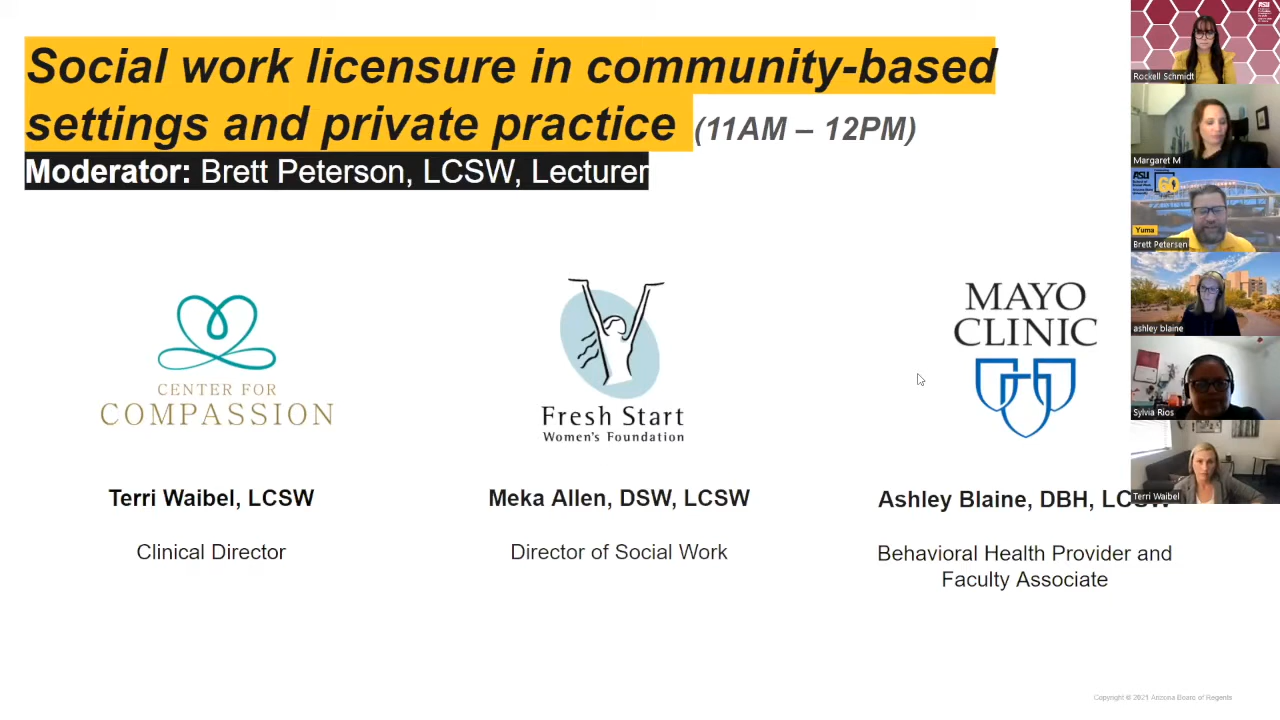 Social work licensure in community-based
settings and private practice (11AM – 12PM)
Moderator: Brett Peterson, LCSW, Lecturer
CENTER FOR
COMPASSION
Terri Waibel, LCSW
Clinical Director
Fresh Start
Women's Foundation
Meka Allen, DSW, LCSW
Director of Social Work
MAYO
CLINIC
Ashley Blaine, DBH, LCSW
Behavioral Health Provider and
Faculty Associate
ASU
Rockell Schmidt
Margaret M
ASU
60
Yuma
Brett Petersen
ashley blaine
Sylvia Rios
Terri Waibel
Copyright © 2021 Arizona Board of Regents